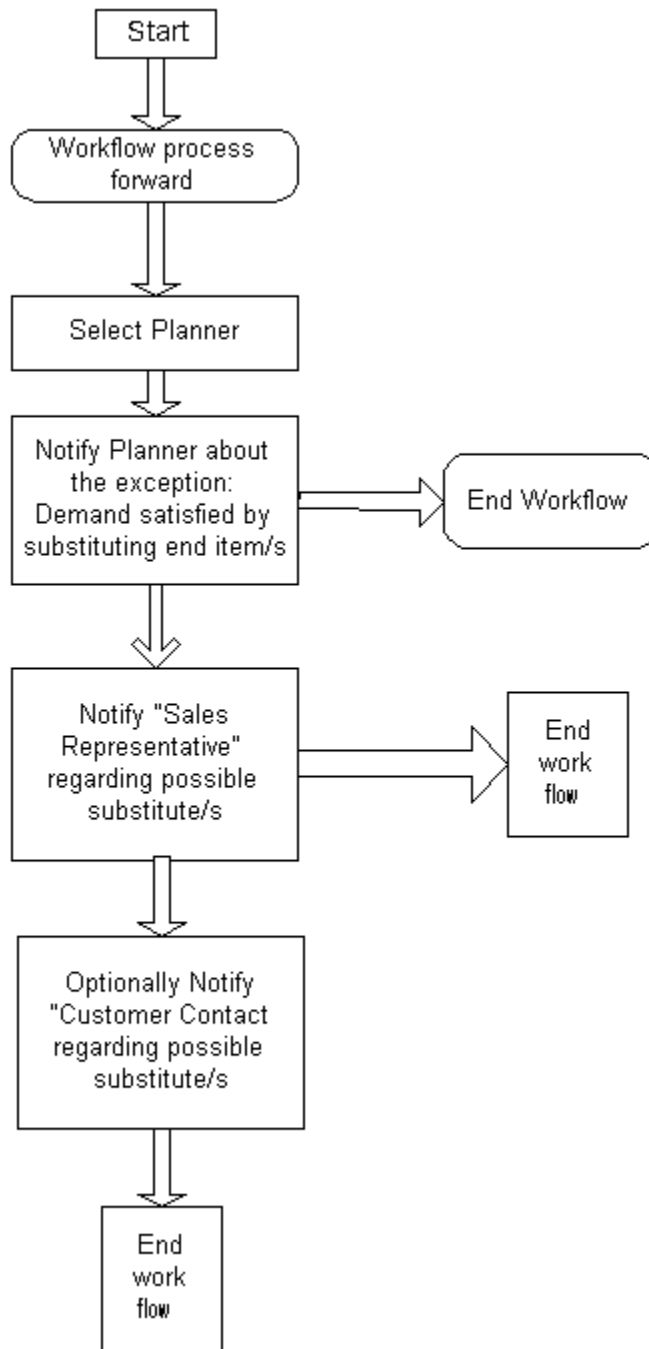 Start
Workflow process
forward
Select Planner
Notify Planner about
the exception:
Demand satisfied by
substituting end item/s
End Workflow
Notify "Sales
Representative"
regarding possible
substitute/s
End
work
flow
Optionally Notify
"Customer Contact
regarding possible
substitute/s
End
work
flow